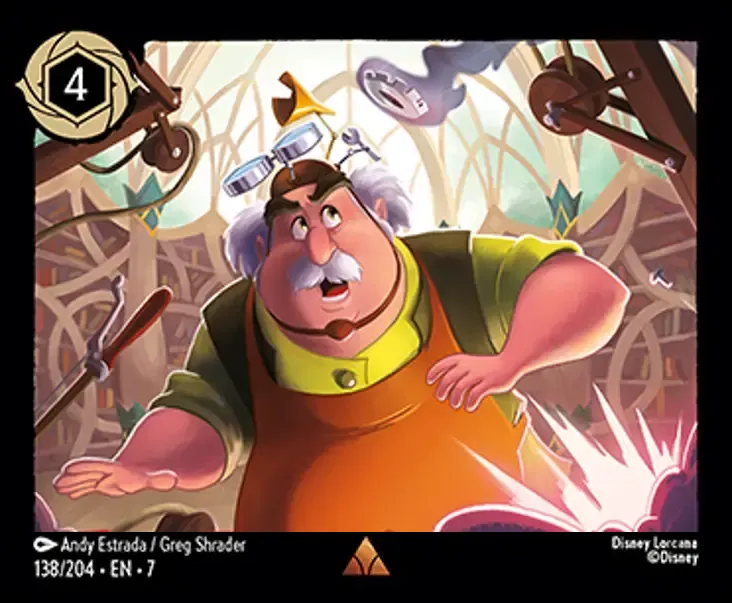 4
Andy Estrada / Greg Shrader
Disney Lorcana
138/204 • EN • 7
©Disney